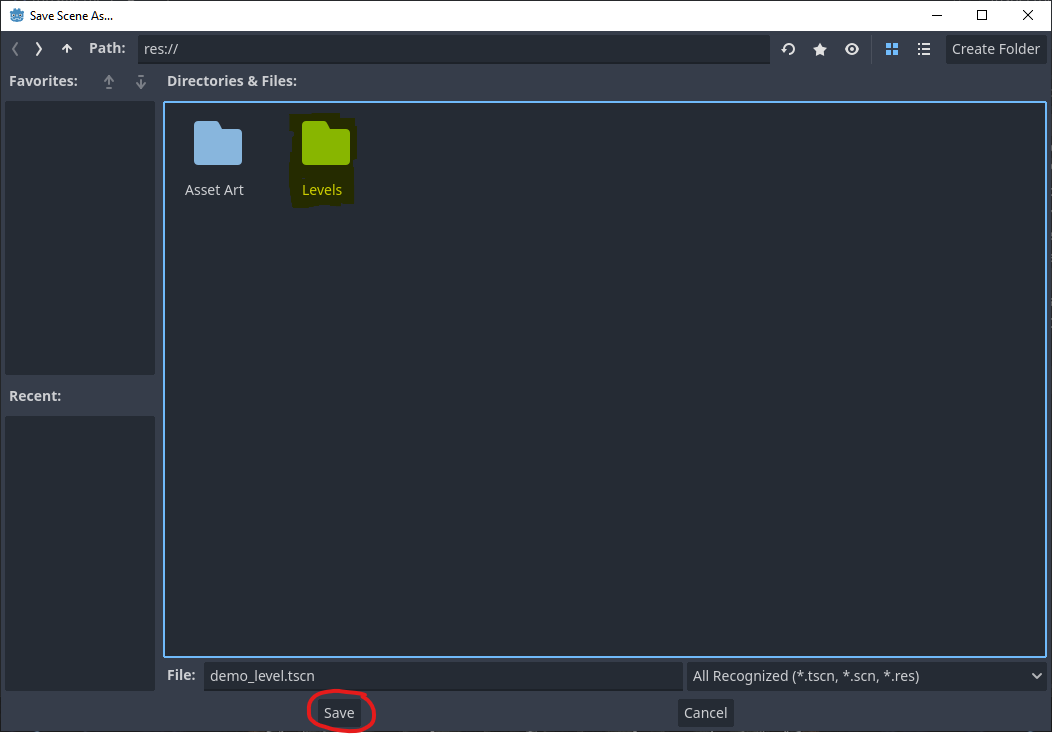 Save Scene As...
Path: res:// Create Folder
Favorites: Directories & Files:
Asset Art Levels
Recent:
File: demo_level.tscn All Recognized (*.tscn, *.scn, *.res)
Save Cancel